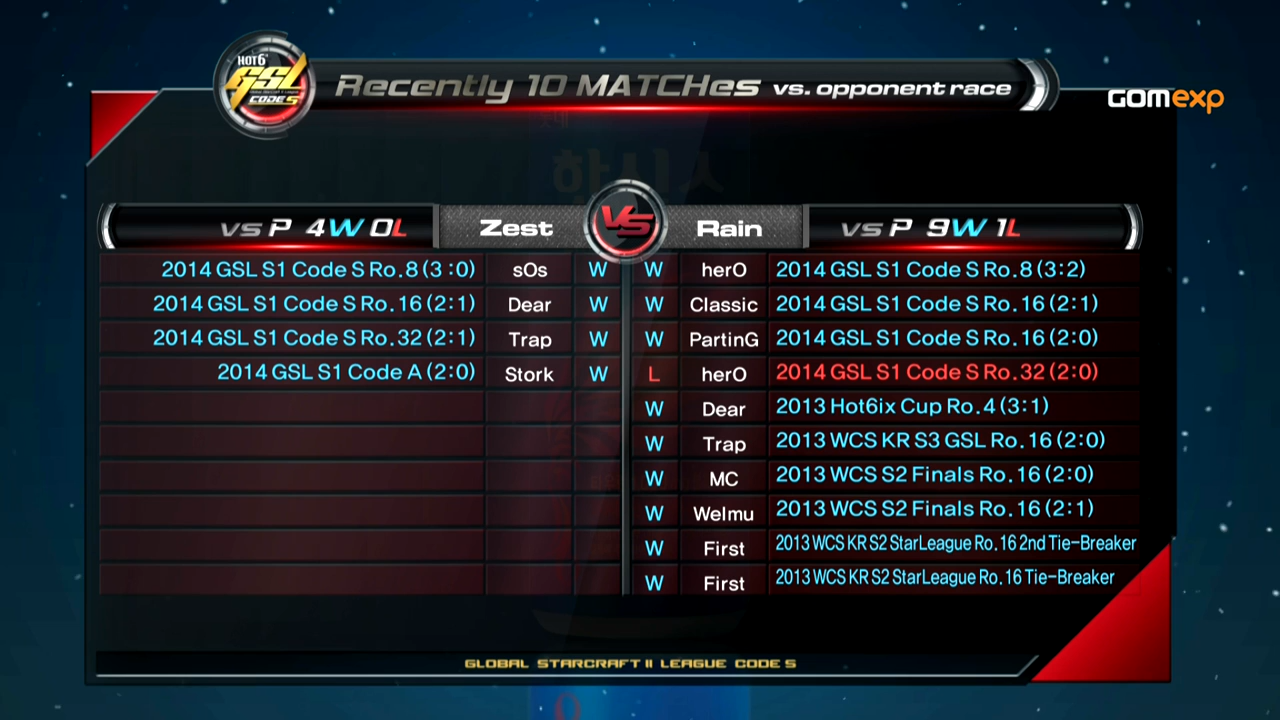 HOT6
GSL
CODE S
Recently 10 MATCHes vs. opponent race
GOMexp
핫식스
vs P 4W 0L Zest VS Rain vs P 9W 1L
2014 GSL S1 Code S Ro.8 (3 :0) sOs W W herO 2014 GSL S1 Code S Ro.8 (3:2)
2014 GSL S1 Code S Ro.16 (2:1) Dear W W Classic 2014 GSL S1 Code S Ro.16 (2:1)
2014 GSL S1 Code S Ro.32 (2:1) Trap W W PartinG 2014 GSL S1 Code S Ro.16 (2:0)
2014 GSL S1 Code A (2:0) Stork W L herO 2014 GSL S1 Code S Ro.32 (2:0)
W Dear 2013 Hot6ix Cup Ro.4 (3:1)
W Trap 2013 WCS KR S3 GSL Ro.16 (2:0)
W MC 2013 WCS S2 Finals Ro.16 (2:0)
W Welmu 2013 WCS S2 Finals Ro.16 (2:1)
W First 2013 WCS KR S2 StarLeague Ro.16 2nd Tie-Breaker
W First 2013 WCS KR S2 StarLeague Ro.16 Tie-Breaker
GLOBAL STARCRAFT II LEAGUE CODE S